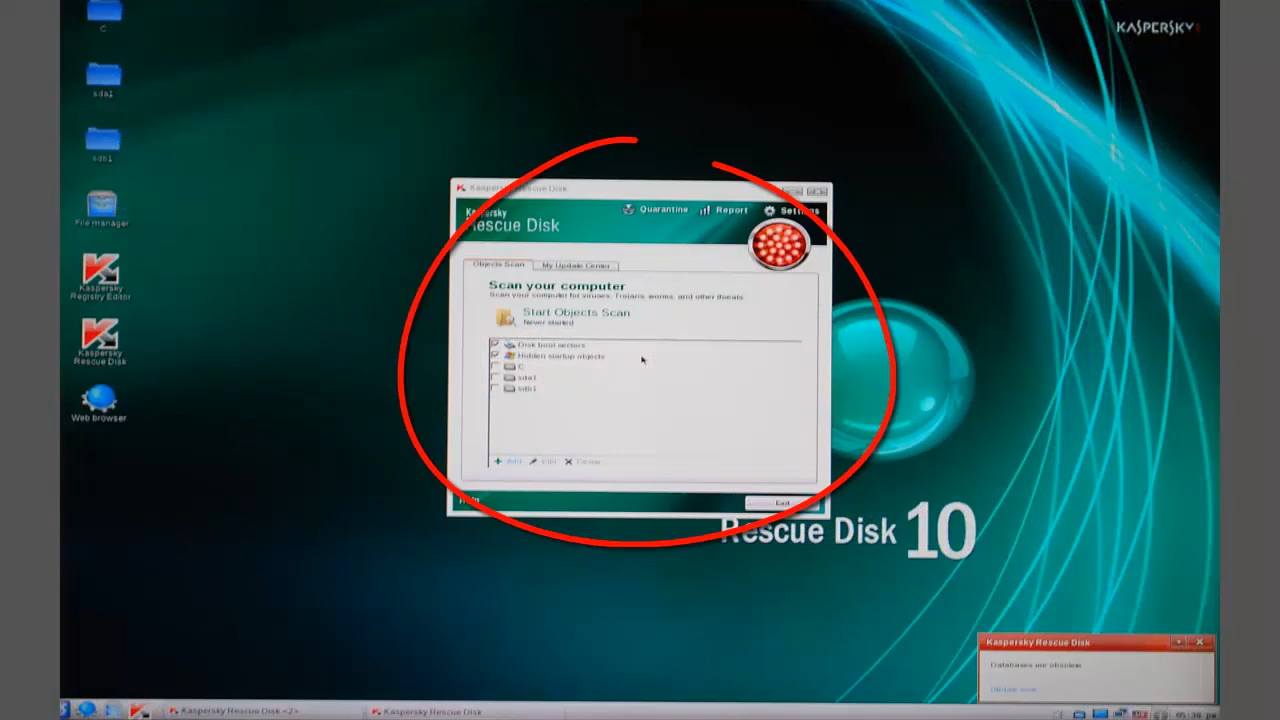 KASPERSKY
C
sda1
sdb1
File manager
Kaspersky
Registry Editor
Kaspersky
Rescue Disk
Web browser
Kaspersky Rescue Disk
Kaspersky
Rescue Disk
Quarantine
Report
Settings
Objects Scan
My Update Center
Scan your computer
Scan your computer for viruses, Trojans, worms, and other threats.
Start Objects Scan
Never started
Disk boot sectors
Hidden startup objects
C
sda1
sdb1
Add
Edit
Delete
Help
Exit
Rescue Disk 10
Kaspersky Rescue Disk
Databases are obsolete
Update now
Kaspersky Rescue Disk <2>
Kaspersky Rescue Disk